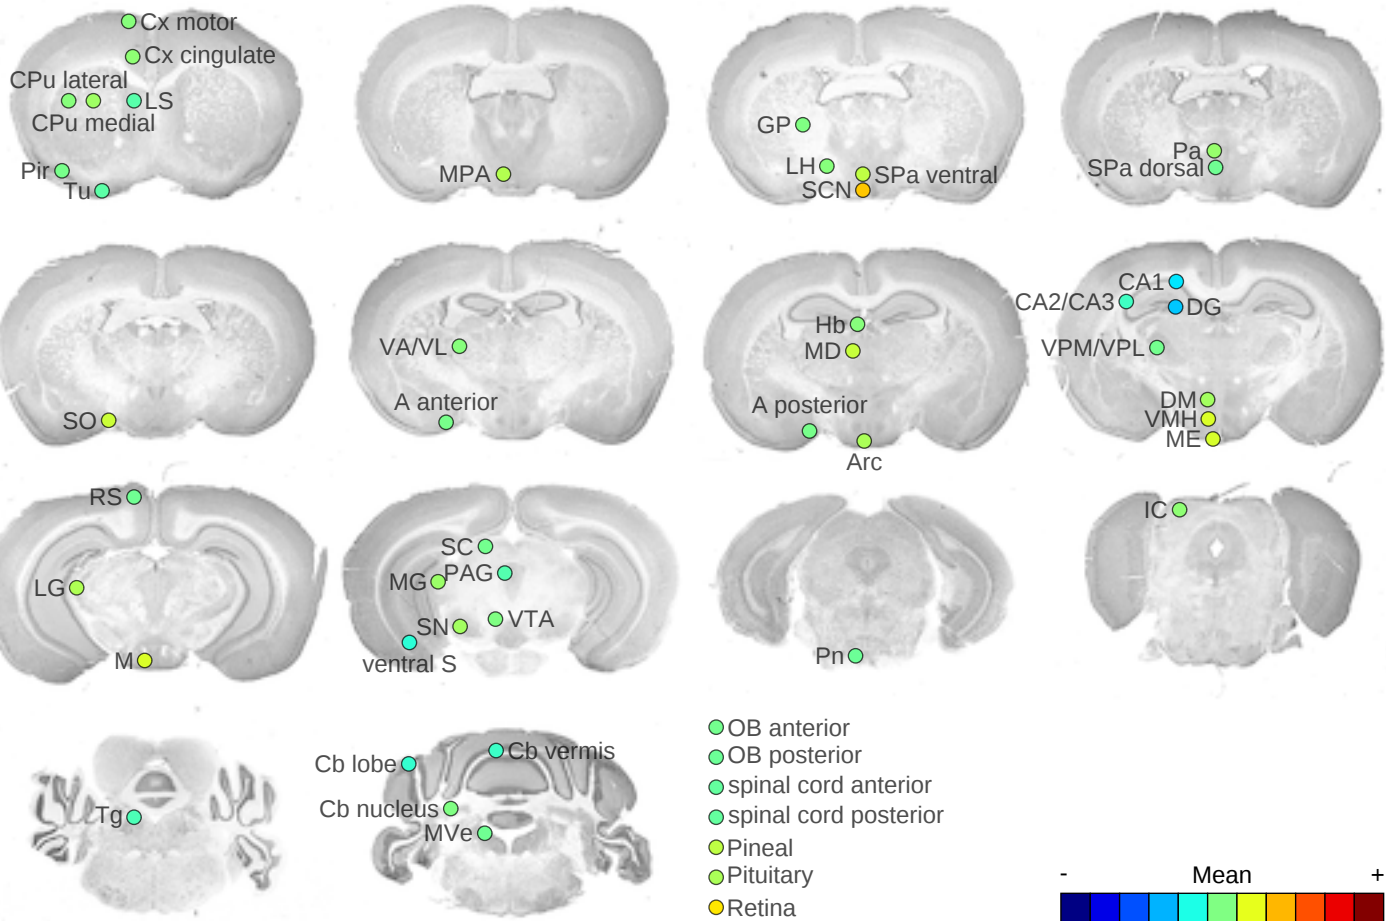 Cx motor
Cx cingulate
CPu lateral
LS
CPu medial
Pir
Tu
MPA
GP
LH
SPa ventral
SCN
Pa
SPa dorsal
SO
VA/VL
A anterior
Hb
MD
A posterior
Arc
CA1
CA2/CA3
DG
VPM/VPL
DM
VMH
ME
RS
LG
M
SC
PAG
MG
SN
VTA
ventral S
Pn
IC
Tg
Cb lobe
Cb vermis
Cb nucleus
MVe
OB anterior
OB posterior
spinal cord anterior
spinal cord posterior
Pineal
Pituitary
Retina
- Mean +